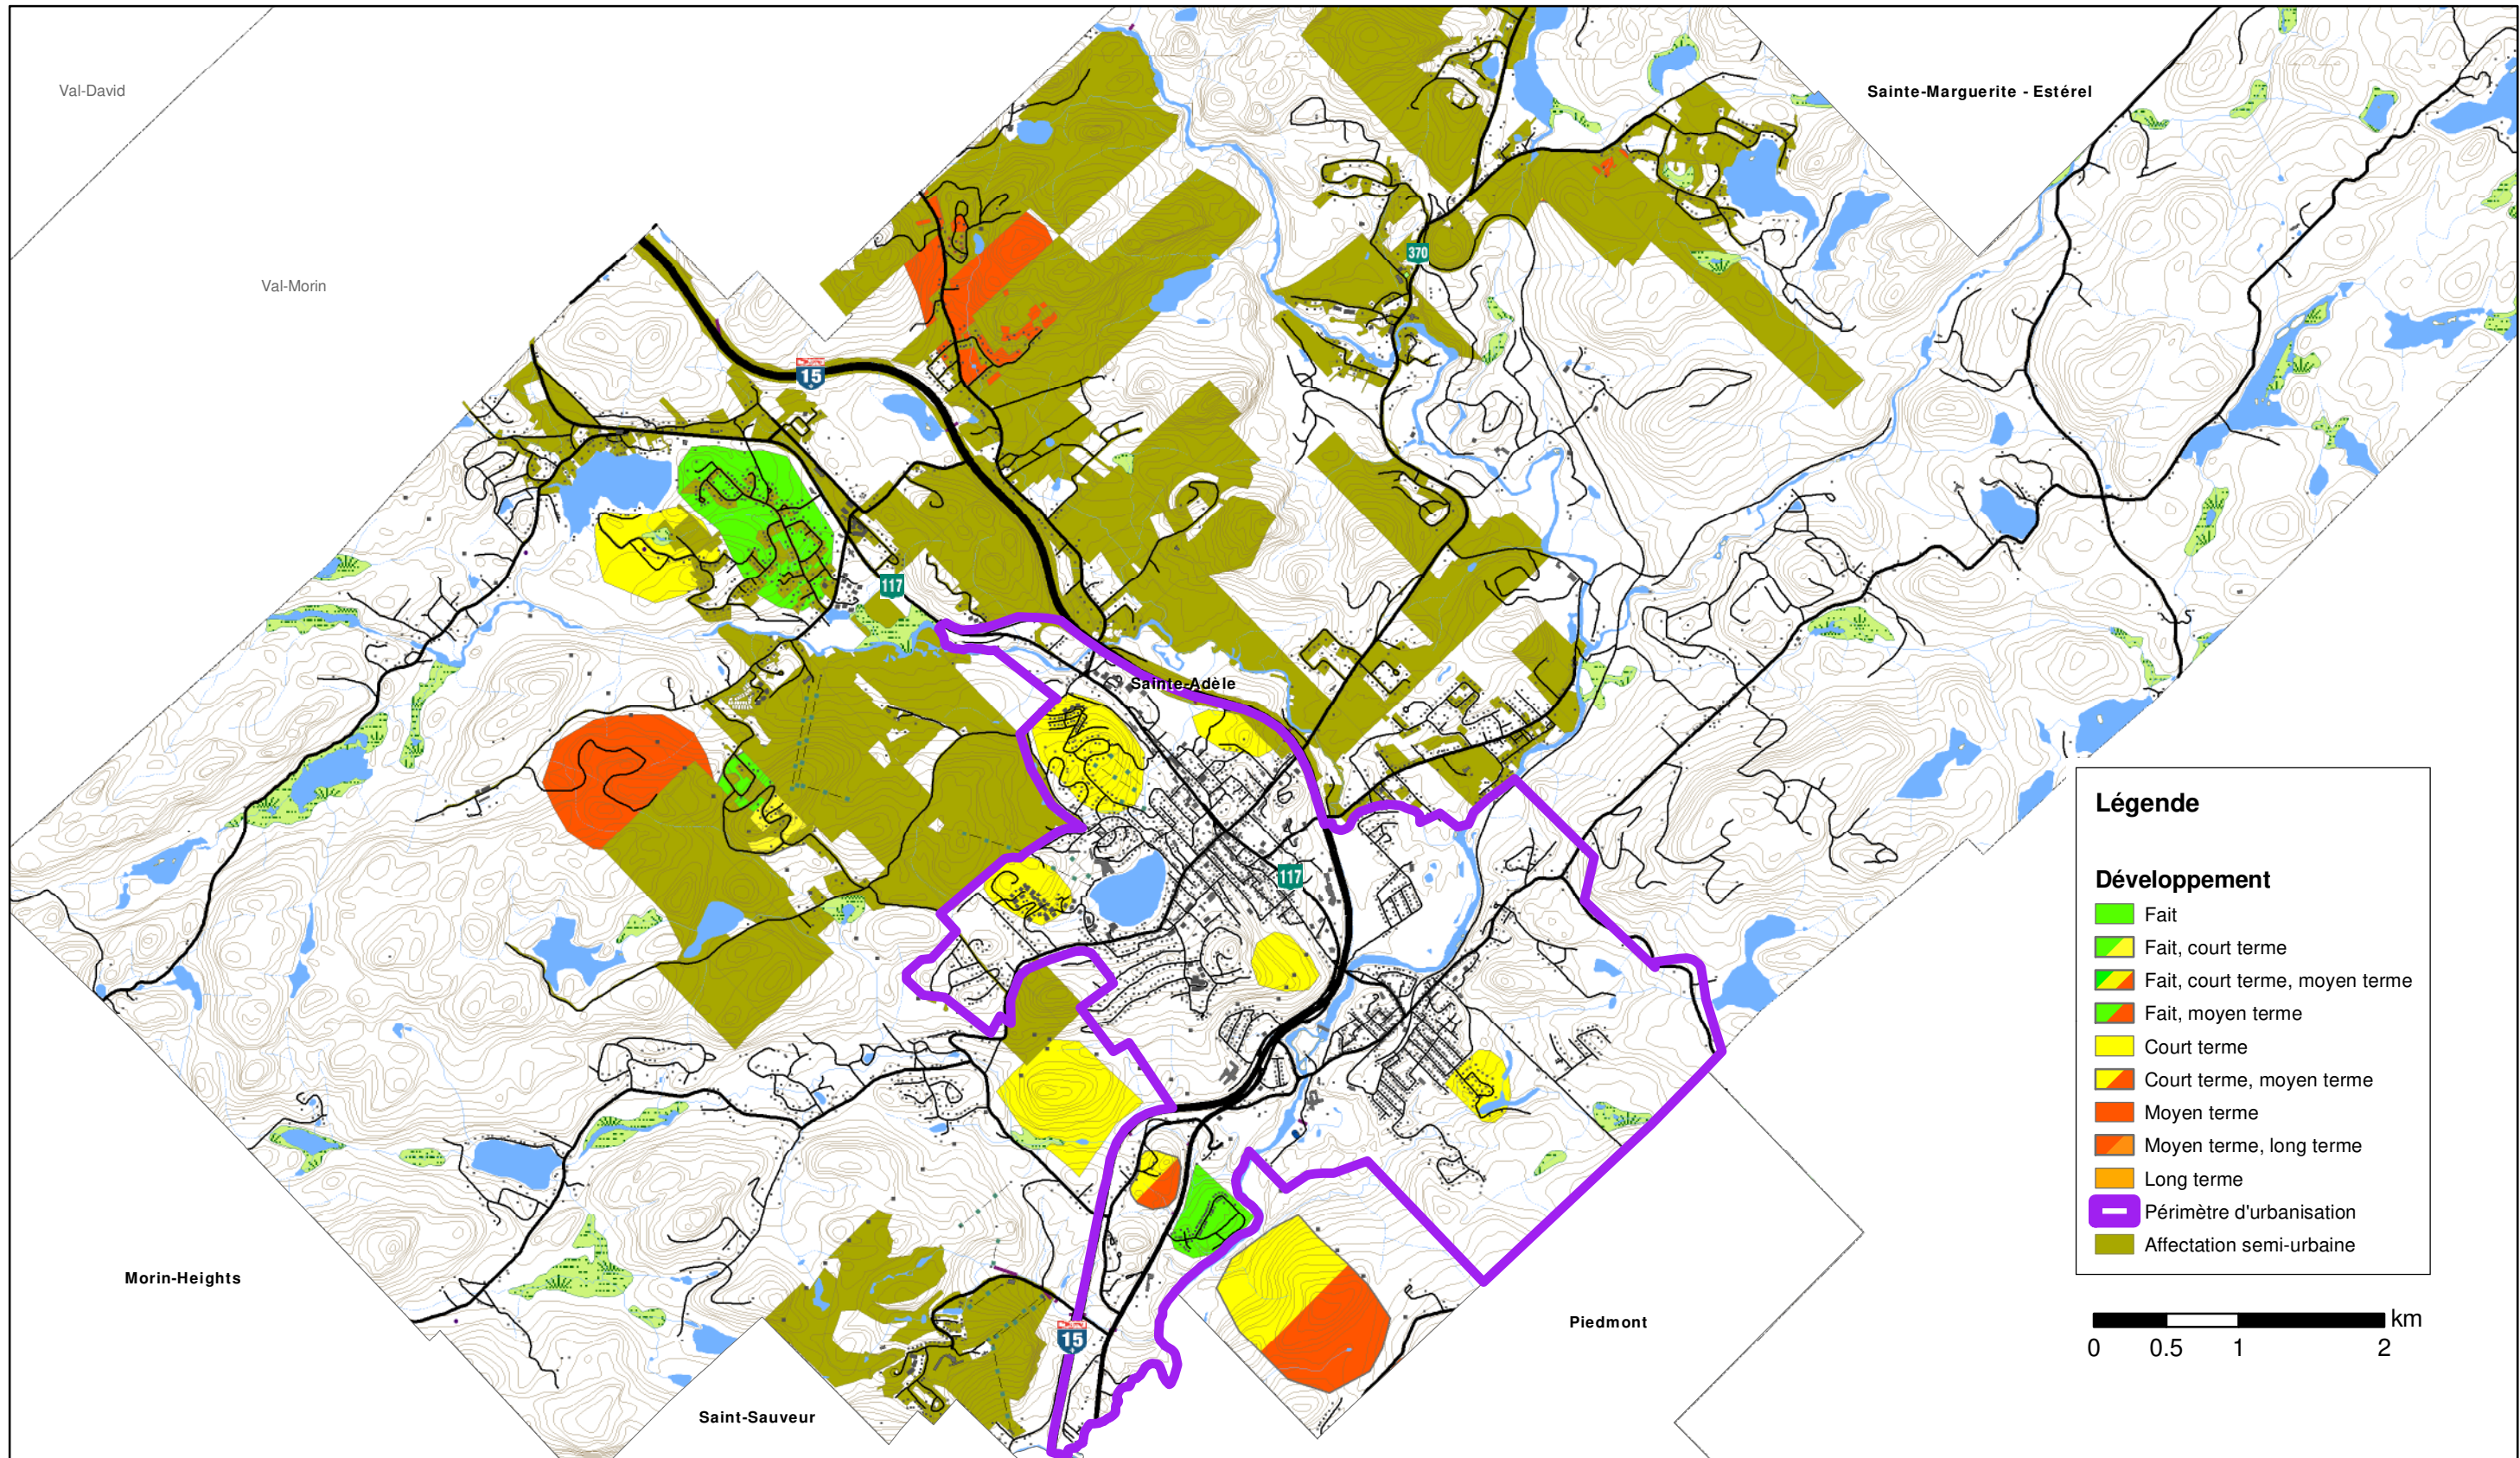 Val-David
Sainte-Marguerite - Estérel
370
Val-Morin
15
117
Sainte-Adèle
117
Légende
Développement
Fait
Fait, court terme
Fait, court terme, moyen terme
Fait, moyen terme
Court terme
Court terme, moyen terme
Moyen terme
Moyen terme, long terme
Long terme
Périmètre d'urbanisation
Affectation semi-urbaine
Morin-Heights
Piedmont
15
Saint-Sauveur
km
0 0.5 1 2